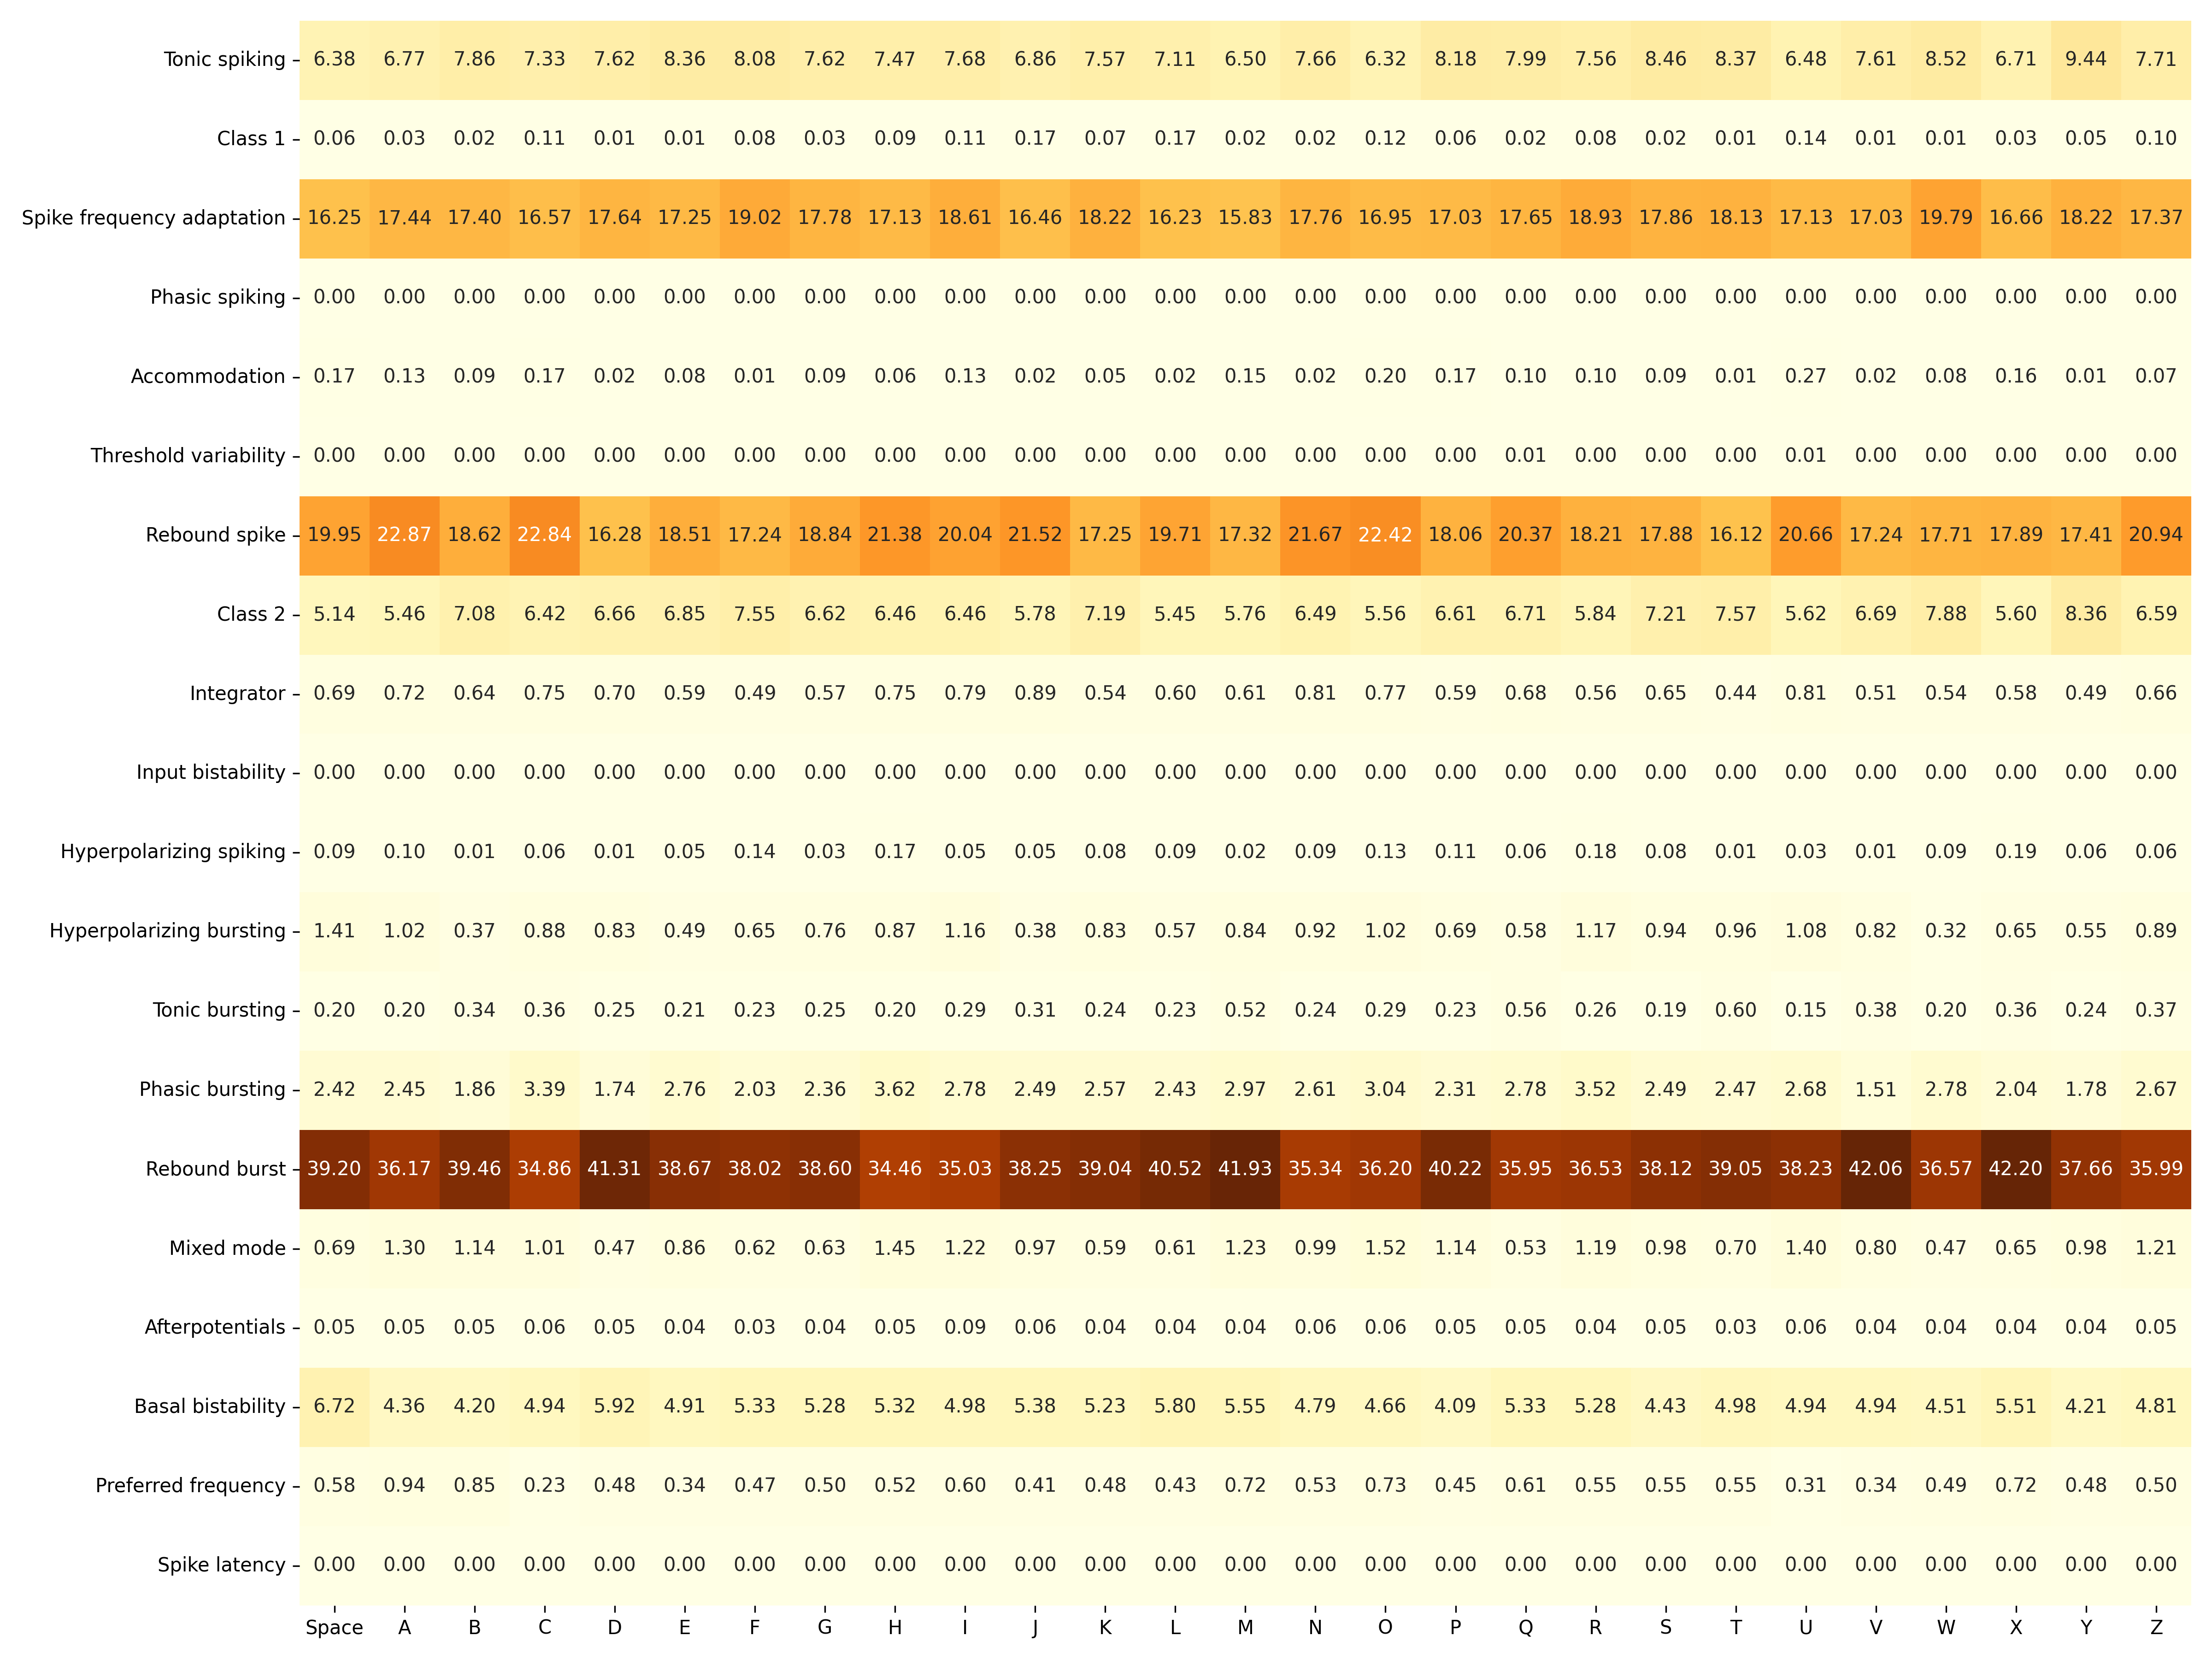 Tonic spiking 6.38 6.77 7.86 7.33 7.62 8.36 8.08 7.62 7.47 7.68 6.86 7.57 7.11 6.50 7.66 6.32 8.18 7.99 7.56 8.46 8.37 6.48 7.61 8.52 6.71 9.44 7.71
Class 1 0.06 0.03 0.02 0.11 0.01 0.01 0.08 0.03 0.09 0.11 0.17 0.07 0.17 0.02 0.02 0.12 0.06 0.02 0.08 0.02 0.01 0.14 0.01 0.01 0.03 0.05 0.10
Spike frequency adaptation 16.25 17.44 17.40 16.57 17.64 17.25 19.02 17.78 17.13 18.61 16.46 18.22 16.23 15.83 17.76 16.95 17.03 17.65 18.93 17.86 18.13 17.13 17.03 19.79 16.66 18.22 17.37
Phasic spiking 0.00 0.00 0.00 0.00 0.00 0.00 0.00 0.00 0.00 0.00 0.00 0.00 0.00 0.00 0.00 0.00 0.00 0.00 0.00 0.00 0.00 0.00 0.00 0.00 0.00 0.00 0.00
Accommodation 0.17 0.13 0.09 0.17 0.02 0.08 0.01 0.09 0.06 0.13 0.02 0.05 0.02 0.15 0.02 0.20 0.17 0.10 0.10 0.09 0.01 0.27 0.02 0.08 0.16 0.01 0.07
Threshold variability 0.00 0.00 0.00 0.00 0.00 0.00 0.00 0.00 0.00 0.00 0.00 0.00 0.00 0.00 0.00 0.00 0.00 0.01 0.00 0.00 0.00 0.01 0.00 0.00 0.00 0.00 0.00
Rebound spike 19.95 22.87 18.62 22.84 16.28 18.51 17.24 18.84 21.38 20.04 21.52 17.25 19.71 17.32 21.67 22.42 18.06 20.37 18.21 17.88 16.12 20.66 17.24 17.71 17.89 17.41 20.94
Class 2 5.14 5.46 7.08 6.42 6.66 6.85 7.55 6.62 6.46 6.46 5.78 7.19 5.45 5.76 6.49 5.56 6.61 6.71 5.84 7.21 7.57 5.62 6.69 7.88 5.60 8.36 6.59
Integrator 0.69 0.72 0.64 0.75 0.70 0.59 0.49 0.57 0.75 0.79 0.89 0.54 0.60 0.61 0.81 0.77 0.59 0.68 0.56 0.65 0.44 0.81 0.51 0.54 0.58 0.49 0.66
Input bistability 0.00 0.00 0.00 0.00 0.00 0.00 0.00 0.00 0.00 0.00 0.00 0.00 0.00 0.00 0.00 0.00 0.00 0.00 0.00 0.00 0.00 0.00 0.00 0.00 0.00 0.00 0.00
Hyperpolarizing spiking 0.09 0.10 0.01 0.06 0.01 0.05 0.14 0.03 0.17 0.05 0.05 0.08 0.09 0.02 0.09 0.13 0.11 0.06 0.18 0.08 0.01 0.03 0.01 0.09 0.19 0.06 0.06
Hyperpolarizing bursting 1.41 1.02 0.37 0.88 0.83 0.49 0.65 0.76 0.87 1.16 0.38 0.83 0.57 0.84 0.92 1.02 0.69 0.58 1.17 0.94 0.96 1.08 0.82 0.32 0.65 0.55 0.89
Tonic bursting 0.20 0.20 0.34 0.36 0.25 0.21 0.23 0.25 0.20 0.29 0.31 0.24 0.23 0.52 0.24 0.29 0.23 0.56 0.26 0.19 0.60 0.15 0.38 0.20 0.36 0.24 0.37
Phasic bursting 2.42 2.45 1.86 3.39 1.74 2.76 2.03 2.36 3.62 2.78 2.49 2.57 2.43 2.97 2.61 3.04 2.31 2.78 3.52 2.49 2.47 2.68 1.51 2.78 2.04 1.78 2.67
Rebound burst 39.20 36.17 39.46 34.86 41.31 38.67 38.02 38.60 34.46 35.03 38.25 39.04 40.52 41.93 35.34 36.20 40.22 35.95 36.53 38.12 39.05 38.23 42.06 36.57 42.20 37.66 35.99
Mixed mode 0.69 1.30 1.14 1.01 0.47 0.86 0.62 0.63 1.45 1.22 0.97 0.59 0.61 1.23 0.99 1.52 1.14 0.53 1.19 0.98 0.70 1.40 0.80 0.47 0.65 0.98 1.21
Afterpotentials 0.05 0.05 0.05 0.06 0.05 0.04 0.03 0.04 0.05 0.09 0.06 0.04 0.04 0.04 0.06 0.06 0.05 0.05 0.04 0.05 0.03 0.06 0.04 0.04 0.04 0.04 0.05
Basal bistability 6.72 4.36 4.20 4.94 5.92 4.91 5.33 5.28 5.32 4.98 5.38 5.23 5.80 5.55 4.79 4.66 4.09 5.33 5.28 4.43 4.98 4.94 4.94 4.51 5.51 4.21 4.81
Preferred frequency 0.58 0.94 0.85 0.23 0.48 0.34 0.47 0.50 0.52 0.60 0.41 0.48 0.43 0.72 0.53 0.73 0.45 0.61 0.55 0.55 0.55 0.31 0.34 0.49 0.72 0.48 0.50
Spike latency 0.00 0.00 0.00 0.00 0.00 0.00 0.00 0.00 0.00 0.00 0.00 0.00 0.00 0.00 0.00 0.00 0.00 0.00 0.00 0.00 0.00 0.00 0.00 0.00 0.00 0.00 0.00
Space A B C D E F G H I J K L M N O P Q R S T U V W X Y Z